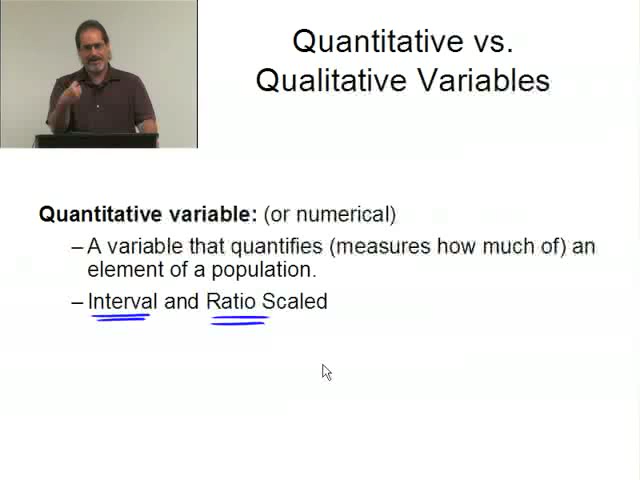 Quantitative vs.
Qualitative Variables
Quantitative variable: (or numerical)
– A variable that quantifies (measures how much of) an
element of a population.
– Interval and Ratio Scaled